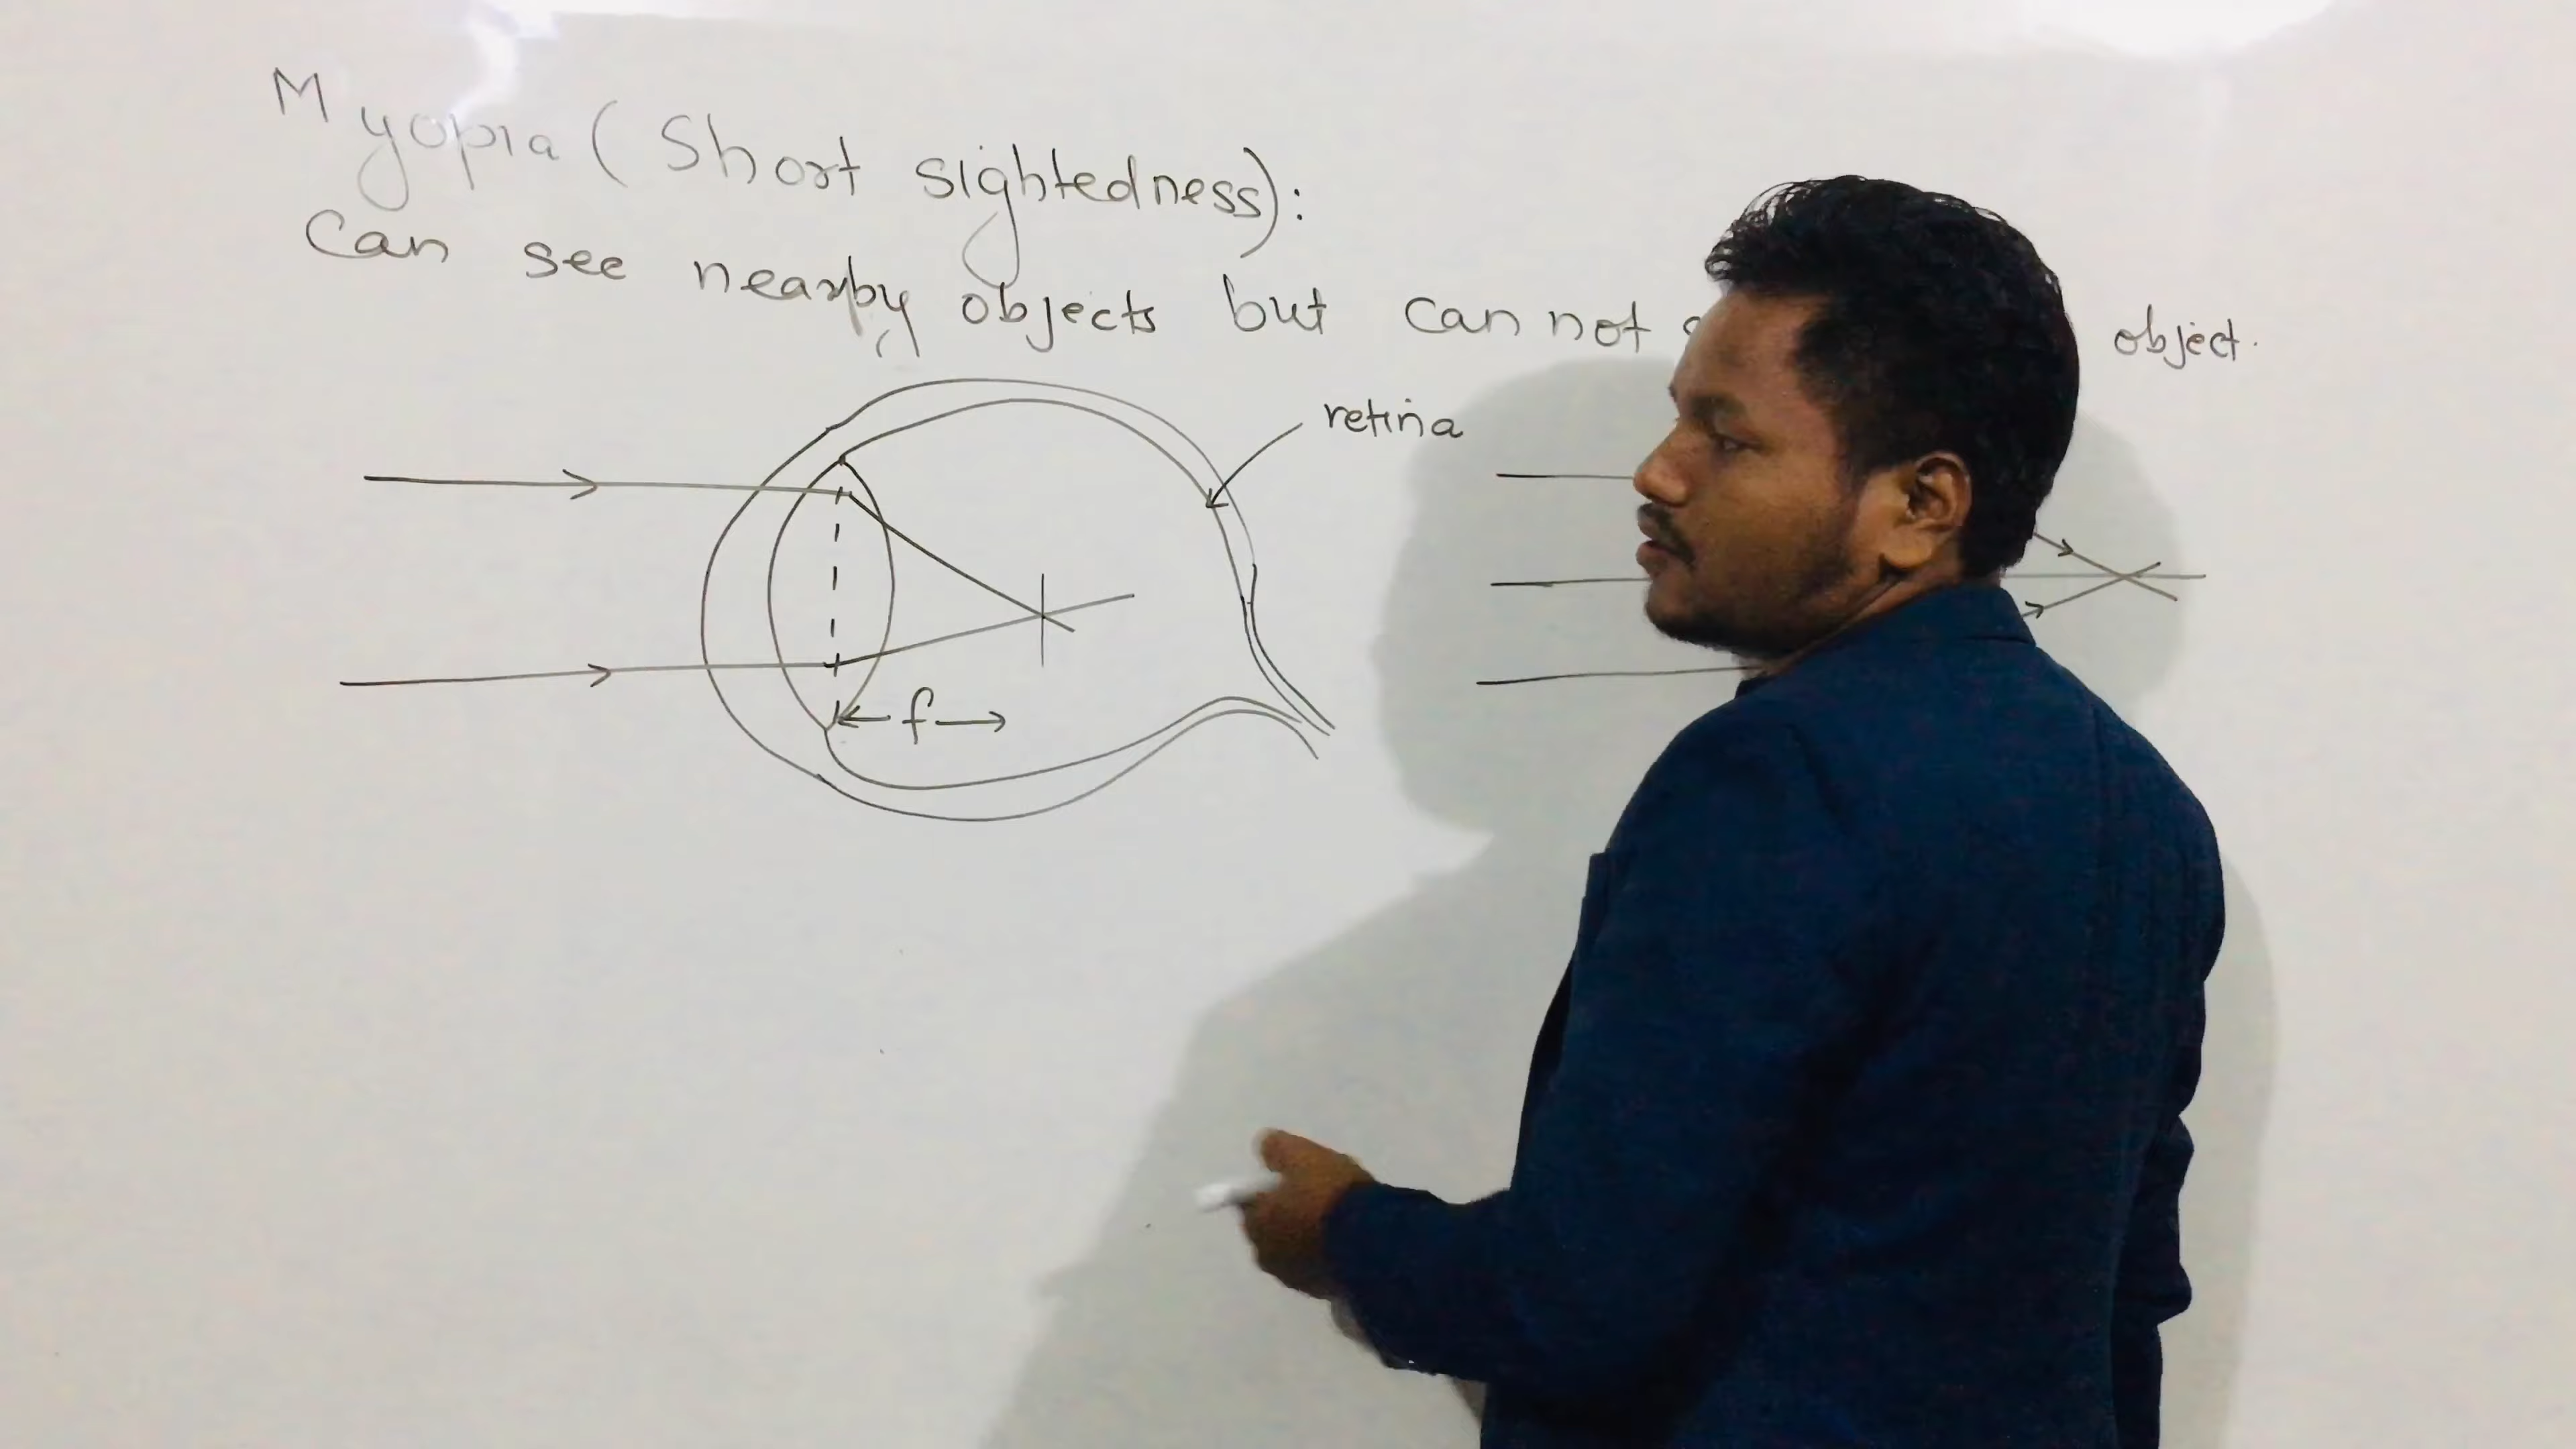 Myopia (Short sightedness):
Can see nearby objects but can not object.
retina
f